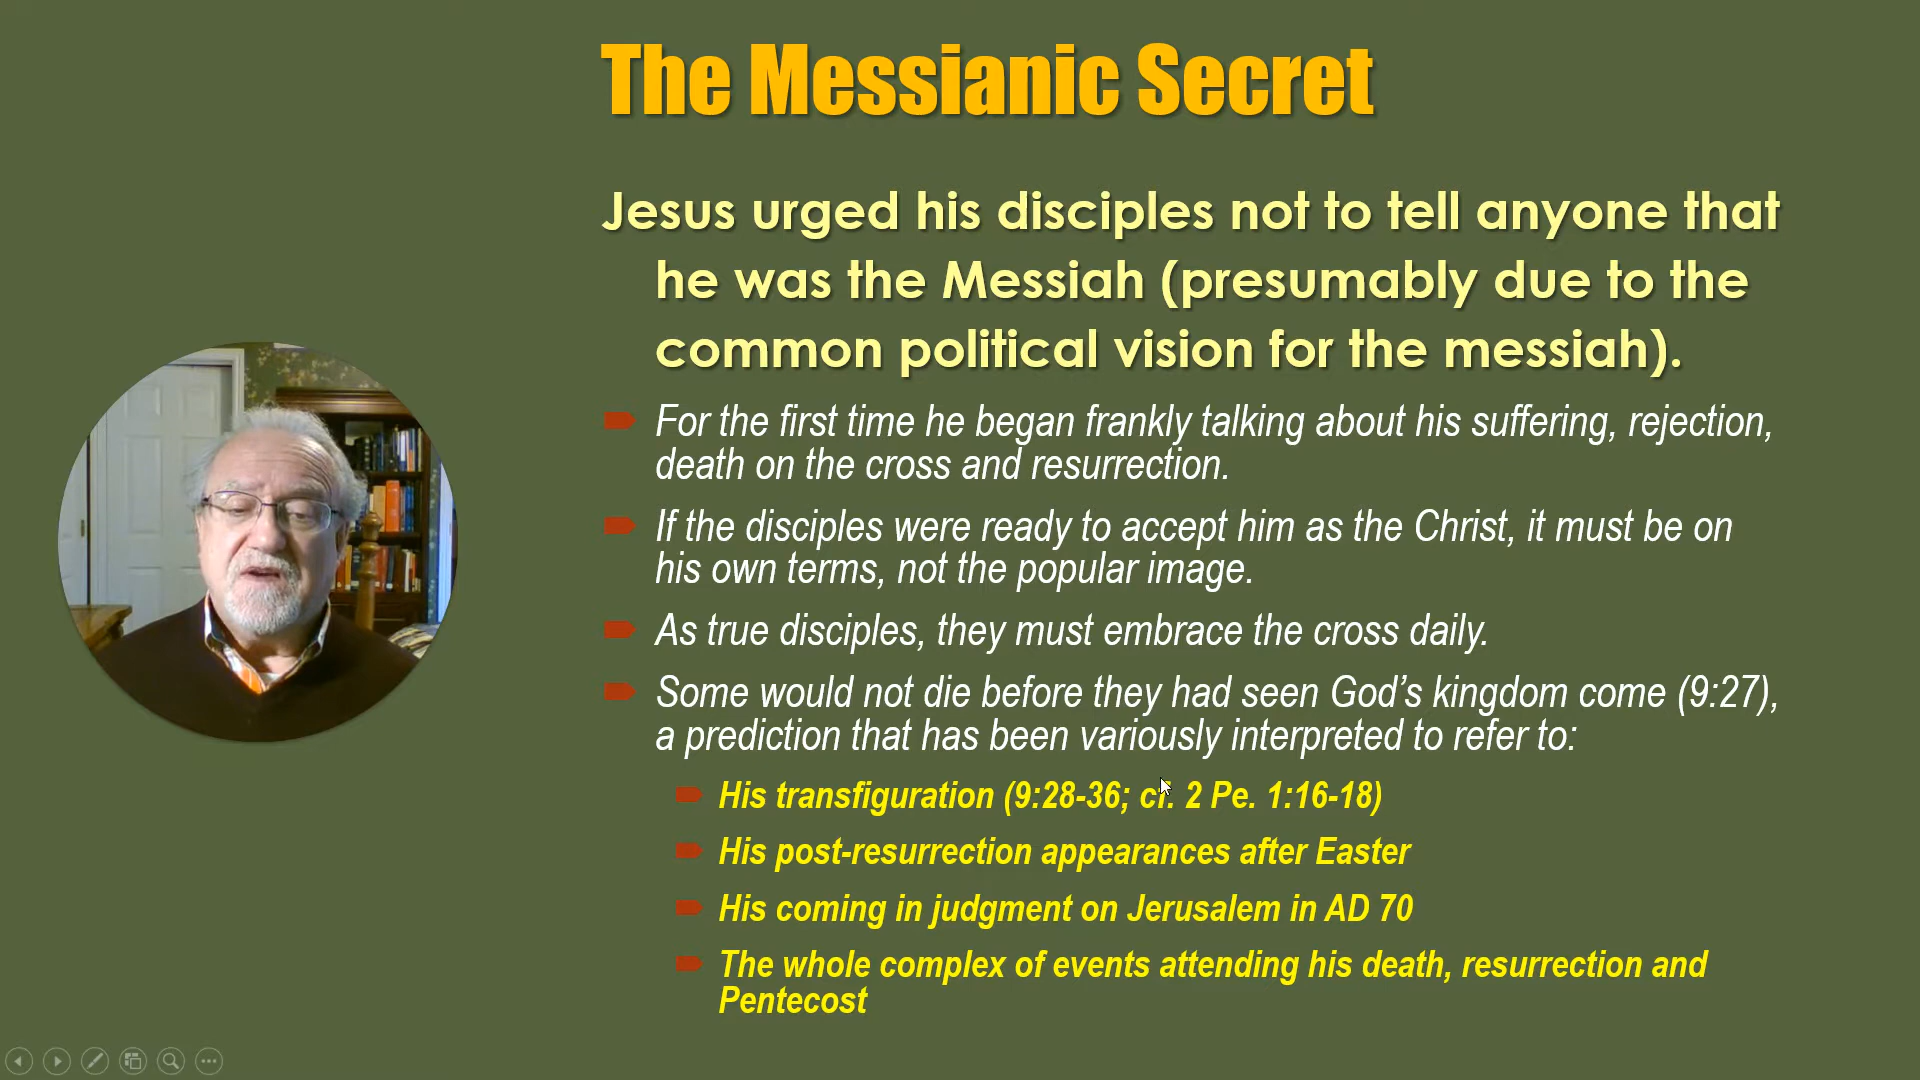 The Messianic Secret
Jesus urged his disciples not to tell anyone that
he was the Messiah (presumably due to the
common political vision for the messiah).
For the first time he began frankly talking about his suffering, rejection,
death on the cross and resurrection.
If the disciples were ready to accept him as the Christ, it must be on
his own terms, not the popular image.
As true disciples, they must embrace the cross daily.
Some would not die before they had seen God’s kingdom come (9:27),
a prediction that has been variously interpreted to refer to:
His transfiguration (9:28-36; cf. 2 Pe. 1:16-18)
His post-resurrection appearances after Easter
His coming in judgment on Jerusalem in AD 70
The whole complex of events attending his death, resurrection and
Pentecost